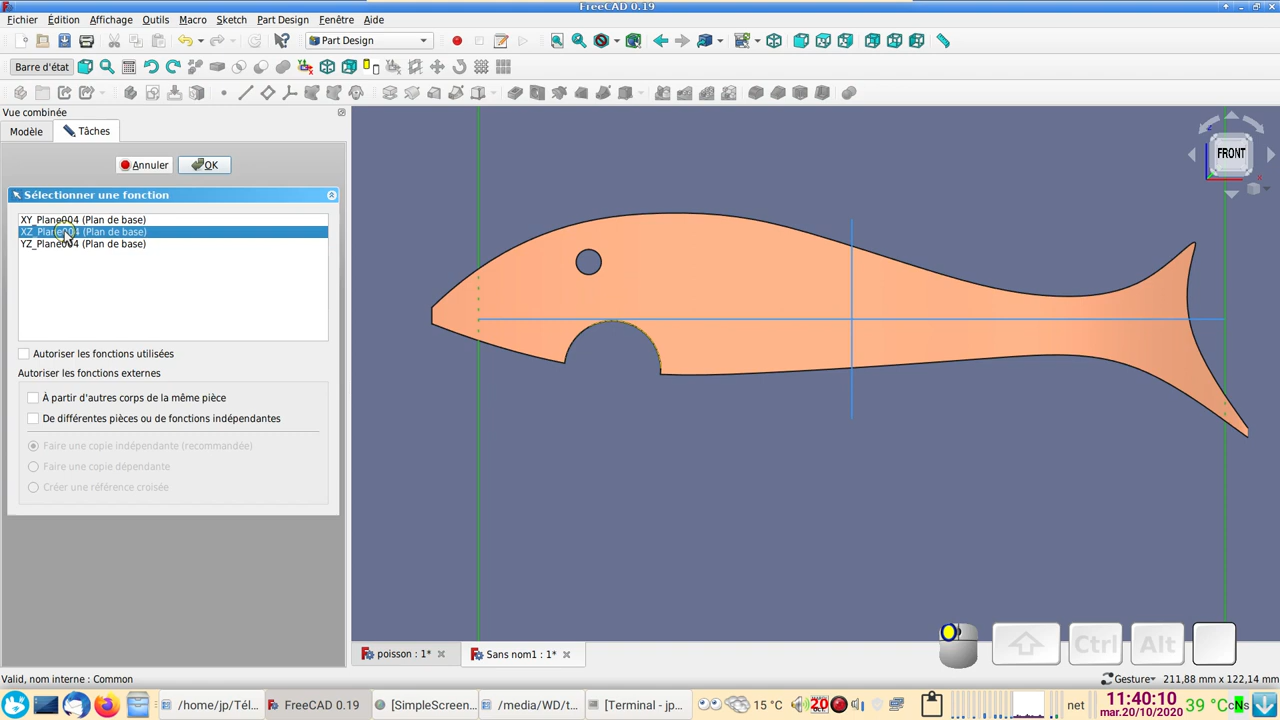 FreeCAD 0.19
Fichier Édition Affichage Outils Macro Sketch Part Design Fenêtre Aide
Part Design
Barre d'état
Vue combinée
Modèle Tâches
Annuler OK
Sélectionner une fonction
XY_Plane004 (Plan de base)
XZ_Plane004 (Plan de base)
YZ_Plane004 (Plan de base)
Autoriser les fonctions utilisées
Autoriser les fonctions externes
À partir d'autres corps de la même pièce
De différentes pièces ou de fonctions indépendantes
Faire une copie indépendante (recommandée)
Faire une copie dépendante
Créer une référence croisée
FRONT
Ctrl Alt
poisson : 1* Sans nom1 : 1*
Valid, nom interne : Common
Gesture 211,88 mm x 122,14 mm
/home/jp/Tél... FreeCAD 0.19 [SimpleScreen... /media/WD/t... [Terminal - jp... 20 15 °C net 11:40:10 39 °C
mar.20/10/2020